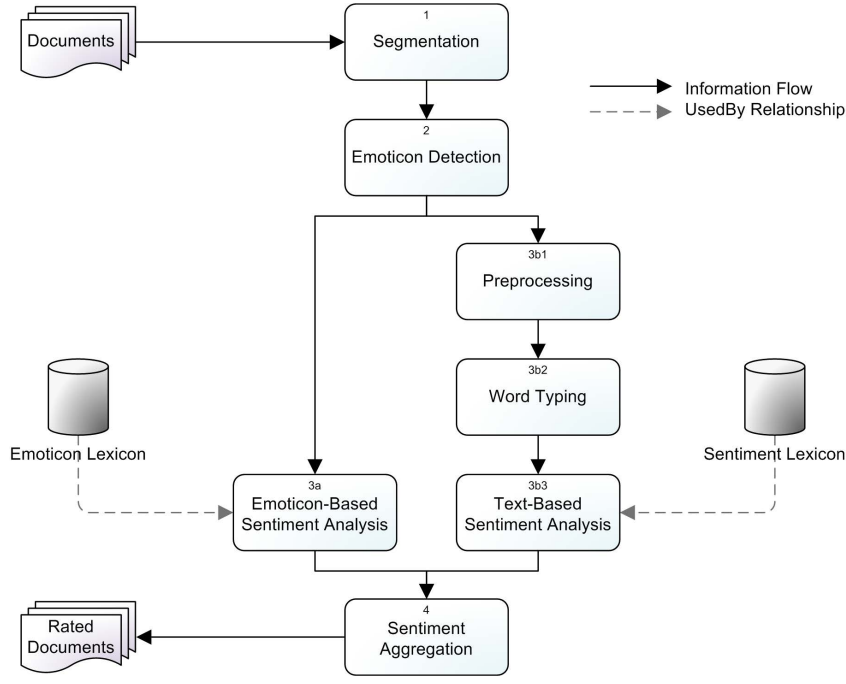 1
Documents
Segmentation
Information Flow
UsedBy Relationship
2
Emoticon Detection
3b1
Preprocessing
3b2
Word Typing
Emoticon Lexicon
Sentiment Lexicon
3a
Emoticon-Based
Sentiment Analysis
3b3
Text-Based
Sentiment Analysis
4
Sentiment
Aggregation
Rated
Documents